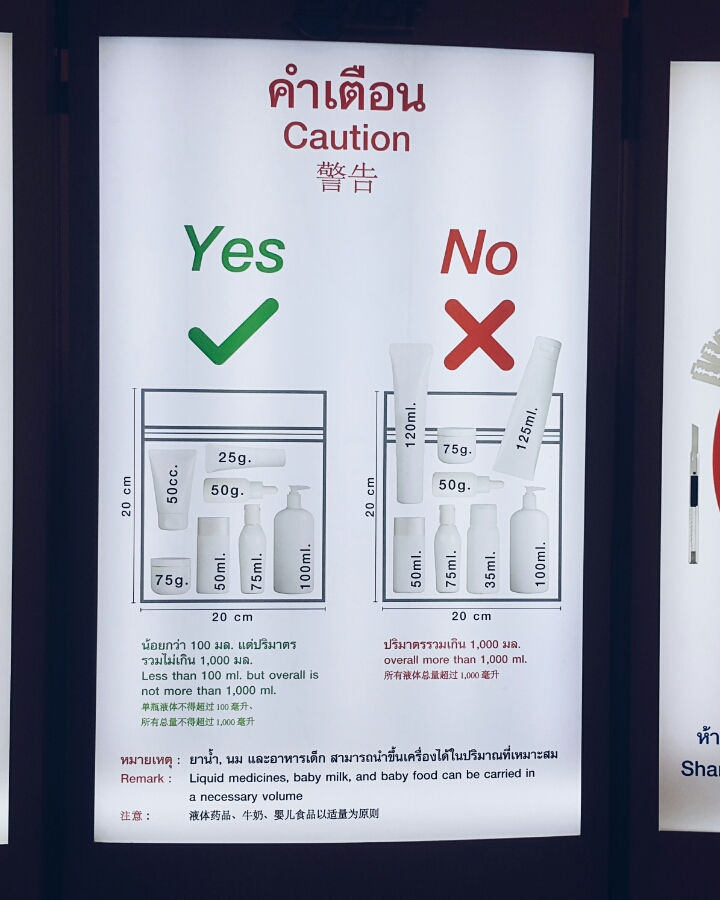 คำเตือน
Caution
警告
Yes
No
120ml.
125ml.
75g.
50g.
50ml.
75ml.
35ml.
100ml.
20 cm
20 cm
25g.
50cc.
50g.
75g.
50ml.
75ml.
100ml.
20 cm
20 cm
น้อยกว่า 100 มล. แต่ปริมาตร
รวมไม่เกิน 1,000 มล.
Less than 100 ml. but overall is
not more than 1,000 ml.
单瓶液体不得超过 100 毫升、
所有总量不得超过 1,000 毫升
ปริมาตรรวมเกิน 1,000 มล.
overall more than 1,000 ml.
所有液体总量超过 1,000 毫升
หมายเหตุ : ยาน้ำ, นม และอาหารเด็ก สามารถนำขึ้นเครื่องได้ในปริมาณที่เหมาะสม
Remark : Liquid medicines, baby milk, and baby food can be carried in
a necessary volume
注意 : 液体药品、牛奶、婴儿食品以适量为原则
ห้า
Shar